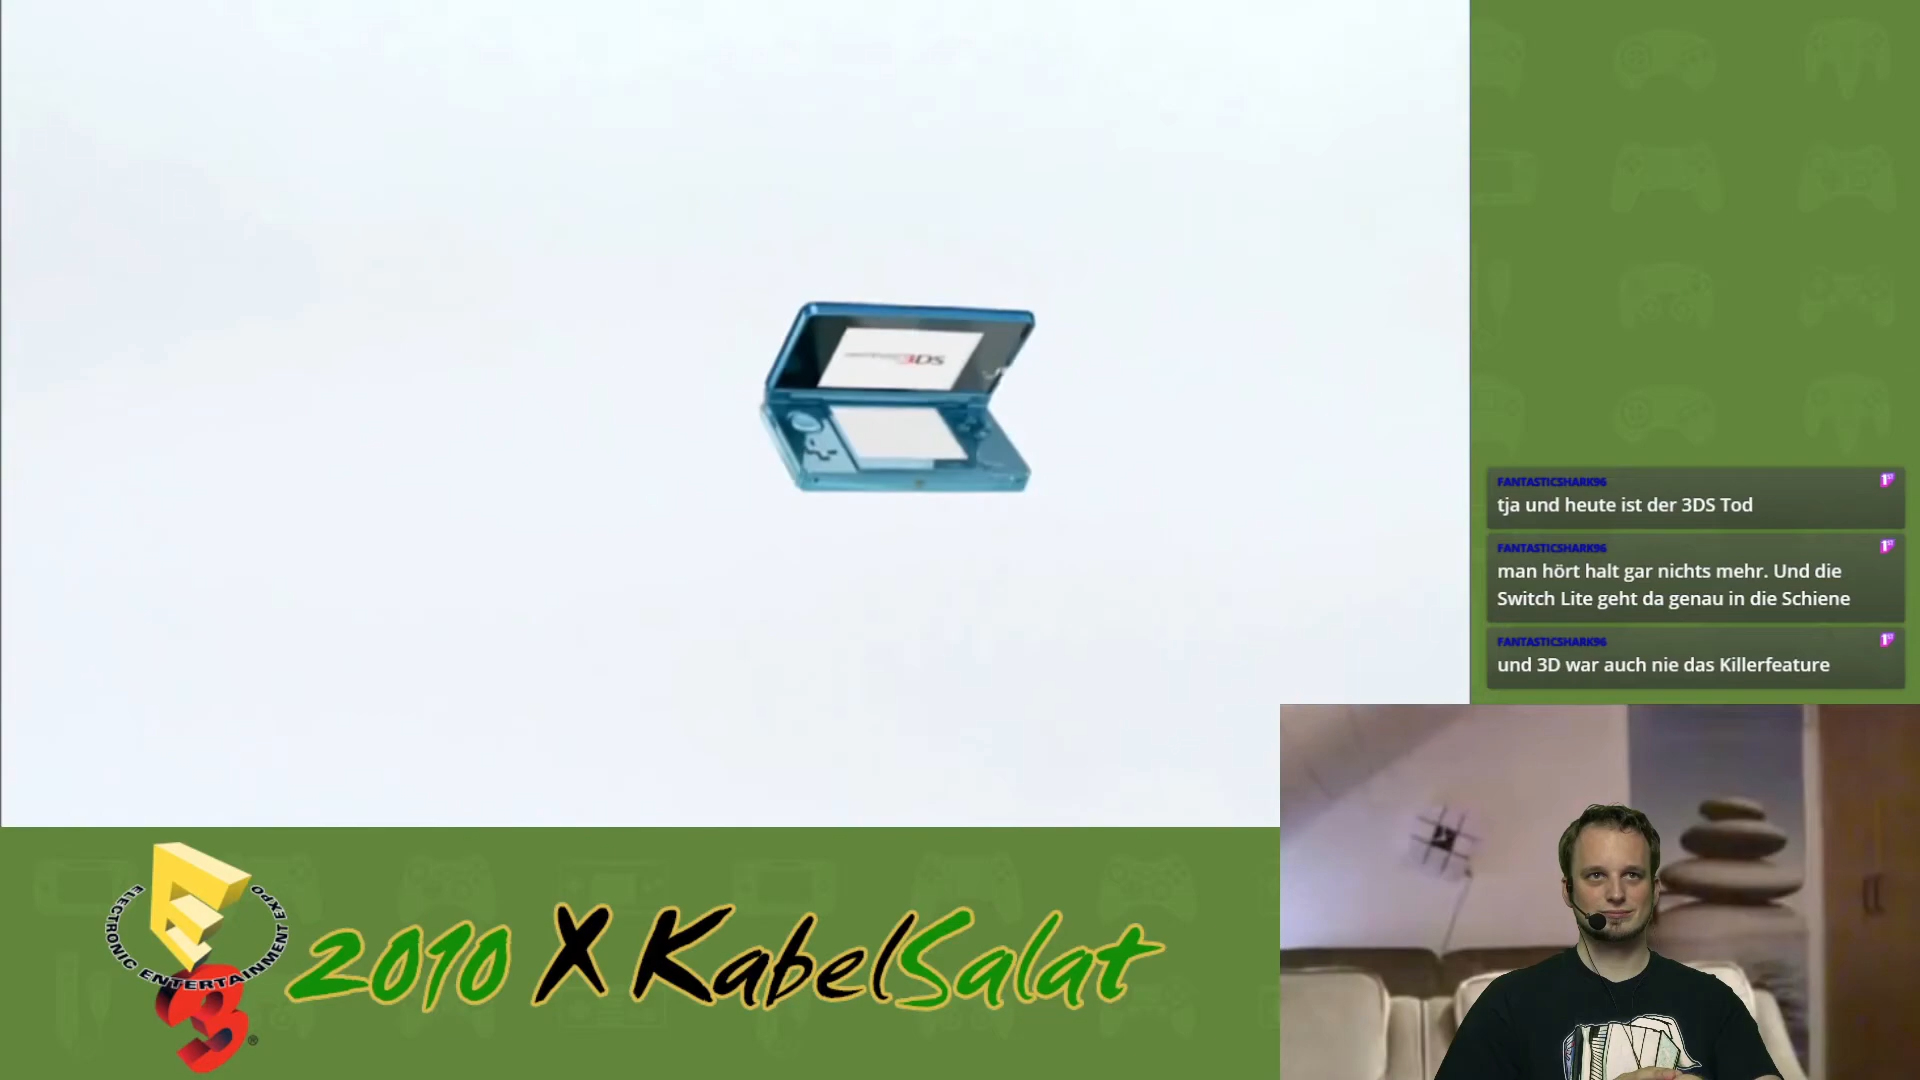 3DS
FANTASTICSHARK96
tja und heute ist der 3DS Tod
FANTASTICSHARK96
man hört halt gar nichts mehr. Und die
Switch Lite geht da genau in die Schiene
FANTASTICSHARK96
und 3D war auch nie das Killerfeature
E3
ELECTRONIC ENTERTAINMENT EXPO
®
2010 X KabelSalat